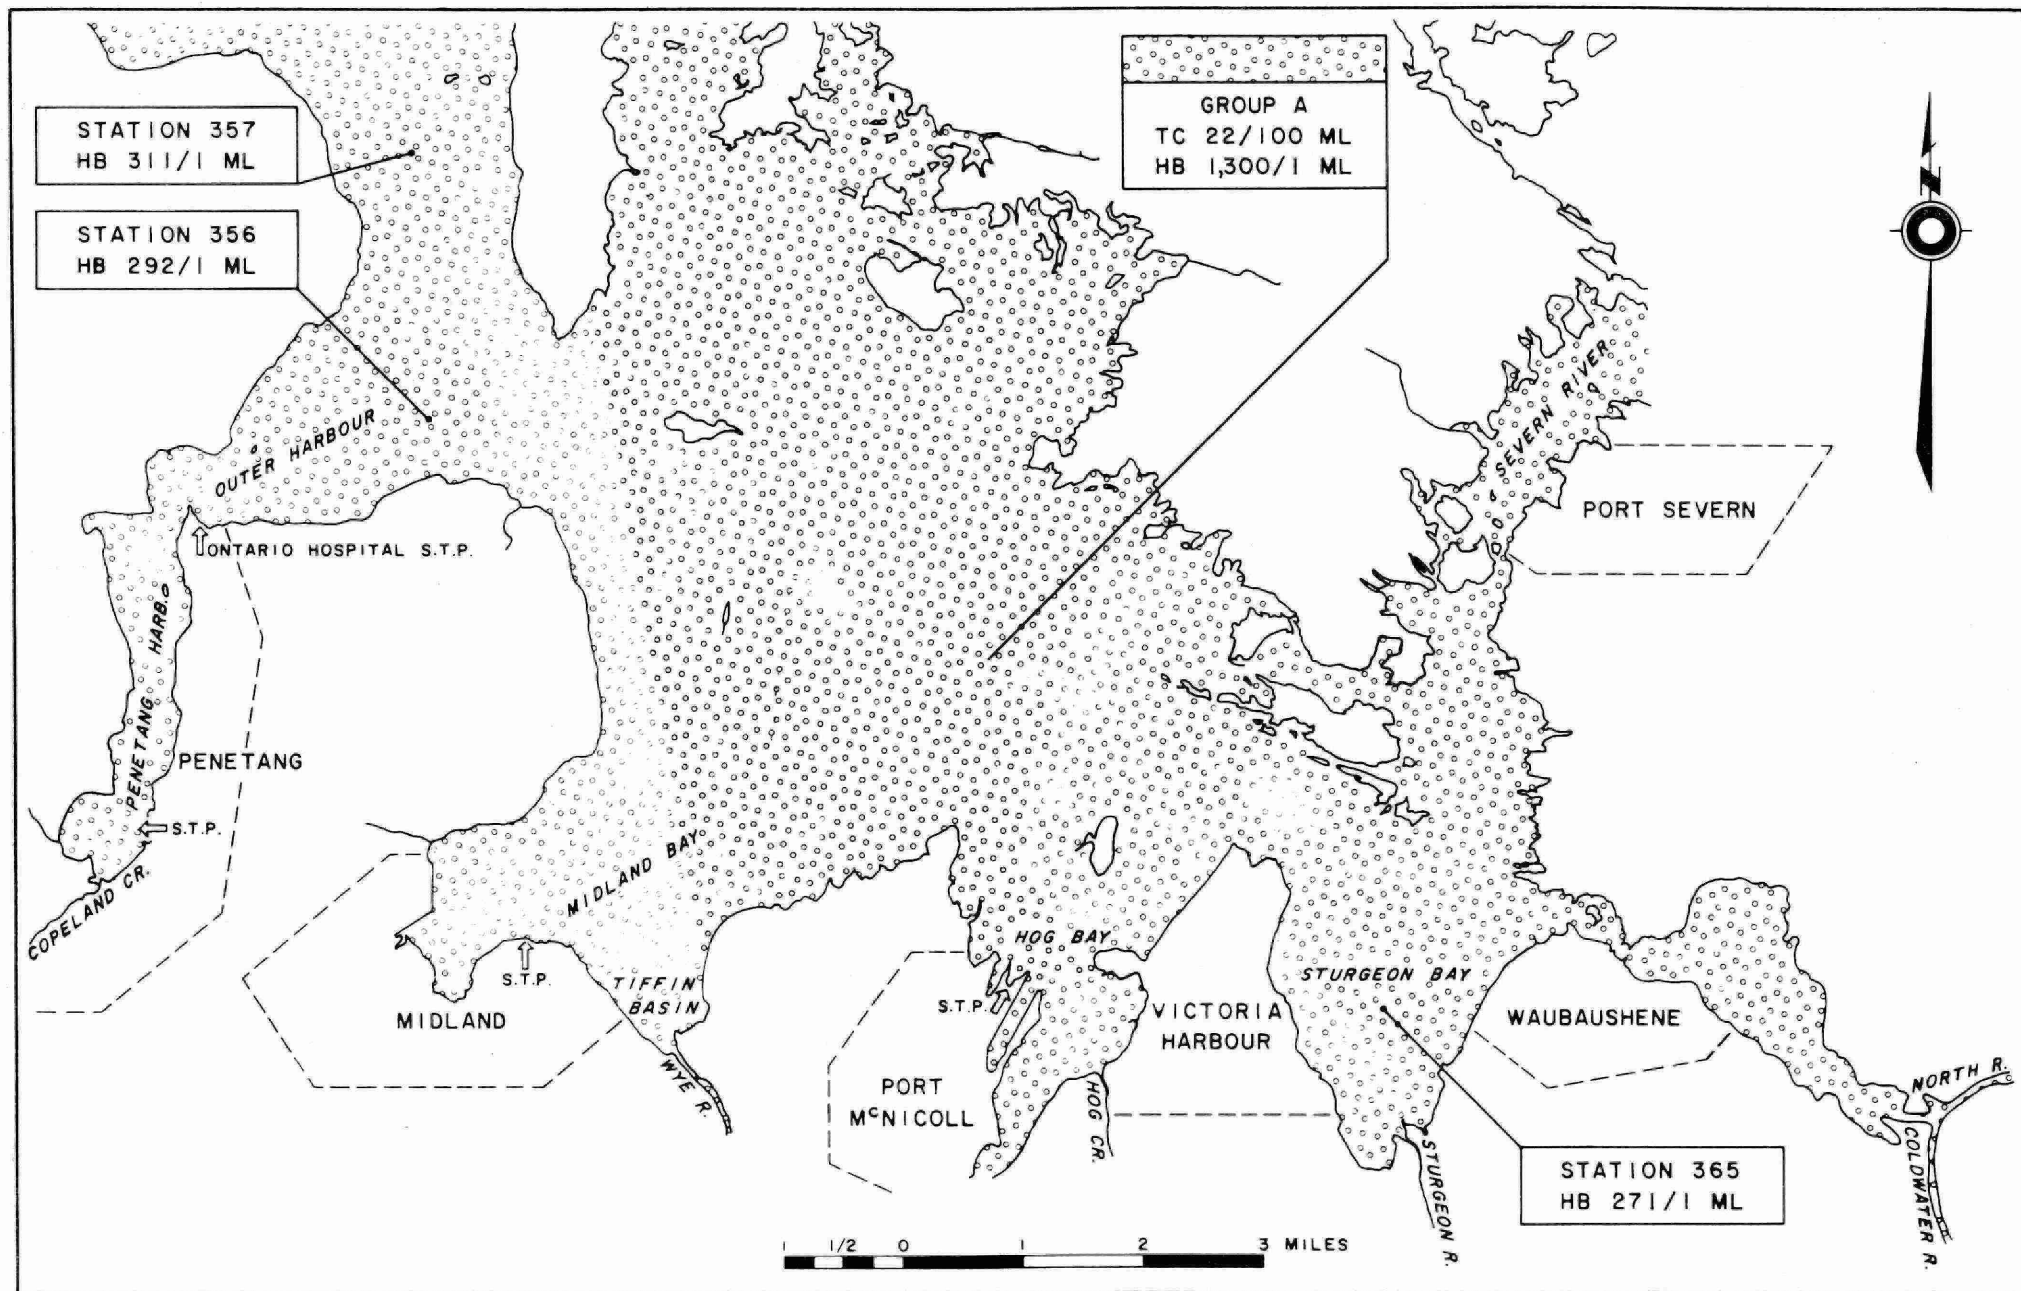 GROUP A
TC 22/100 ML
HB 1,300/1 ML
STATION 357
HB 311/1 ML
STATION 356
HB 292/1 ML
N
SEVERN RIVER
OUTER HARBOUR
PORT SEVERN
ONTARIO HOSPITAL S.T.P.
PENETANG HARB.
PENETANG
S.T.P.
COPELAND CR.
MIDLAND BAY
HOG BAY
STURGEON BAY
S.T.P.
TIFFIN
BASIN
S.T.P.
MIDLAND
VICTORIA
HARBOUR
WAUBAUSHENE
WYE R.
PORT
McNICOLL
HOG CR.
NORTH R.
COLDWATER R.
STURGEON R.
STATION 365
HB 271/1 ML
1 1/2 0 1 2 3 MILES